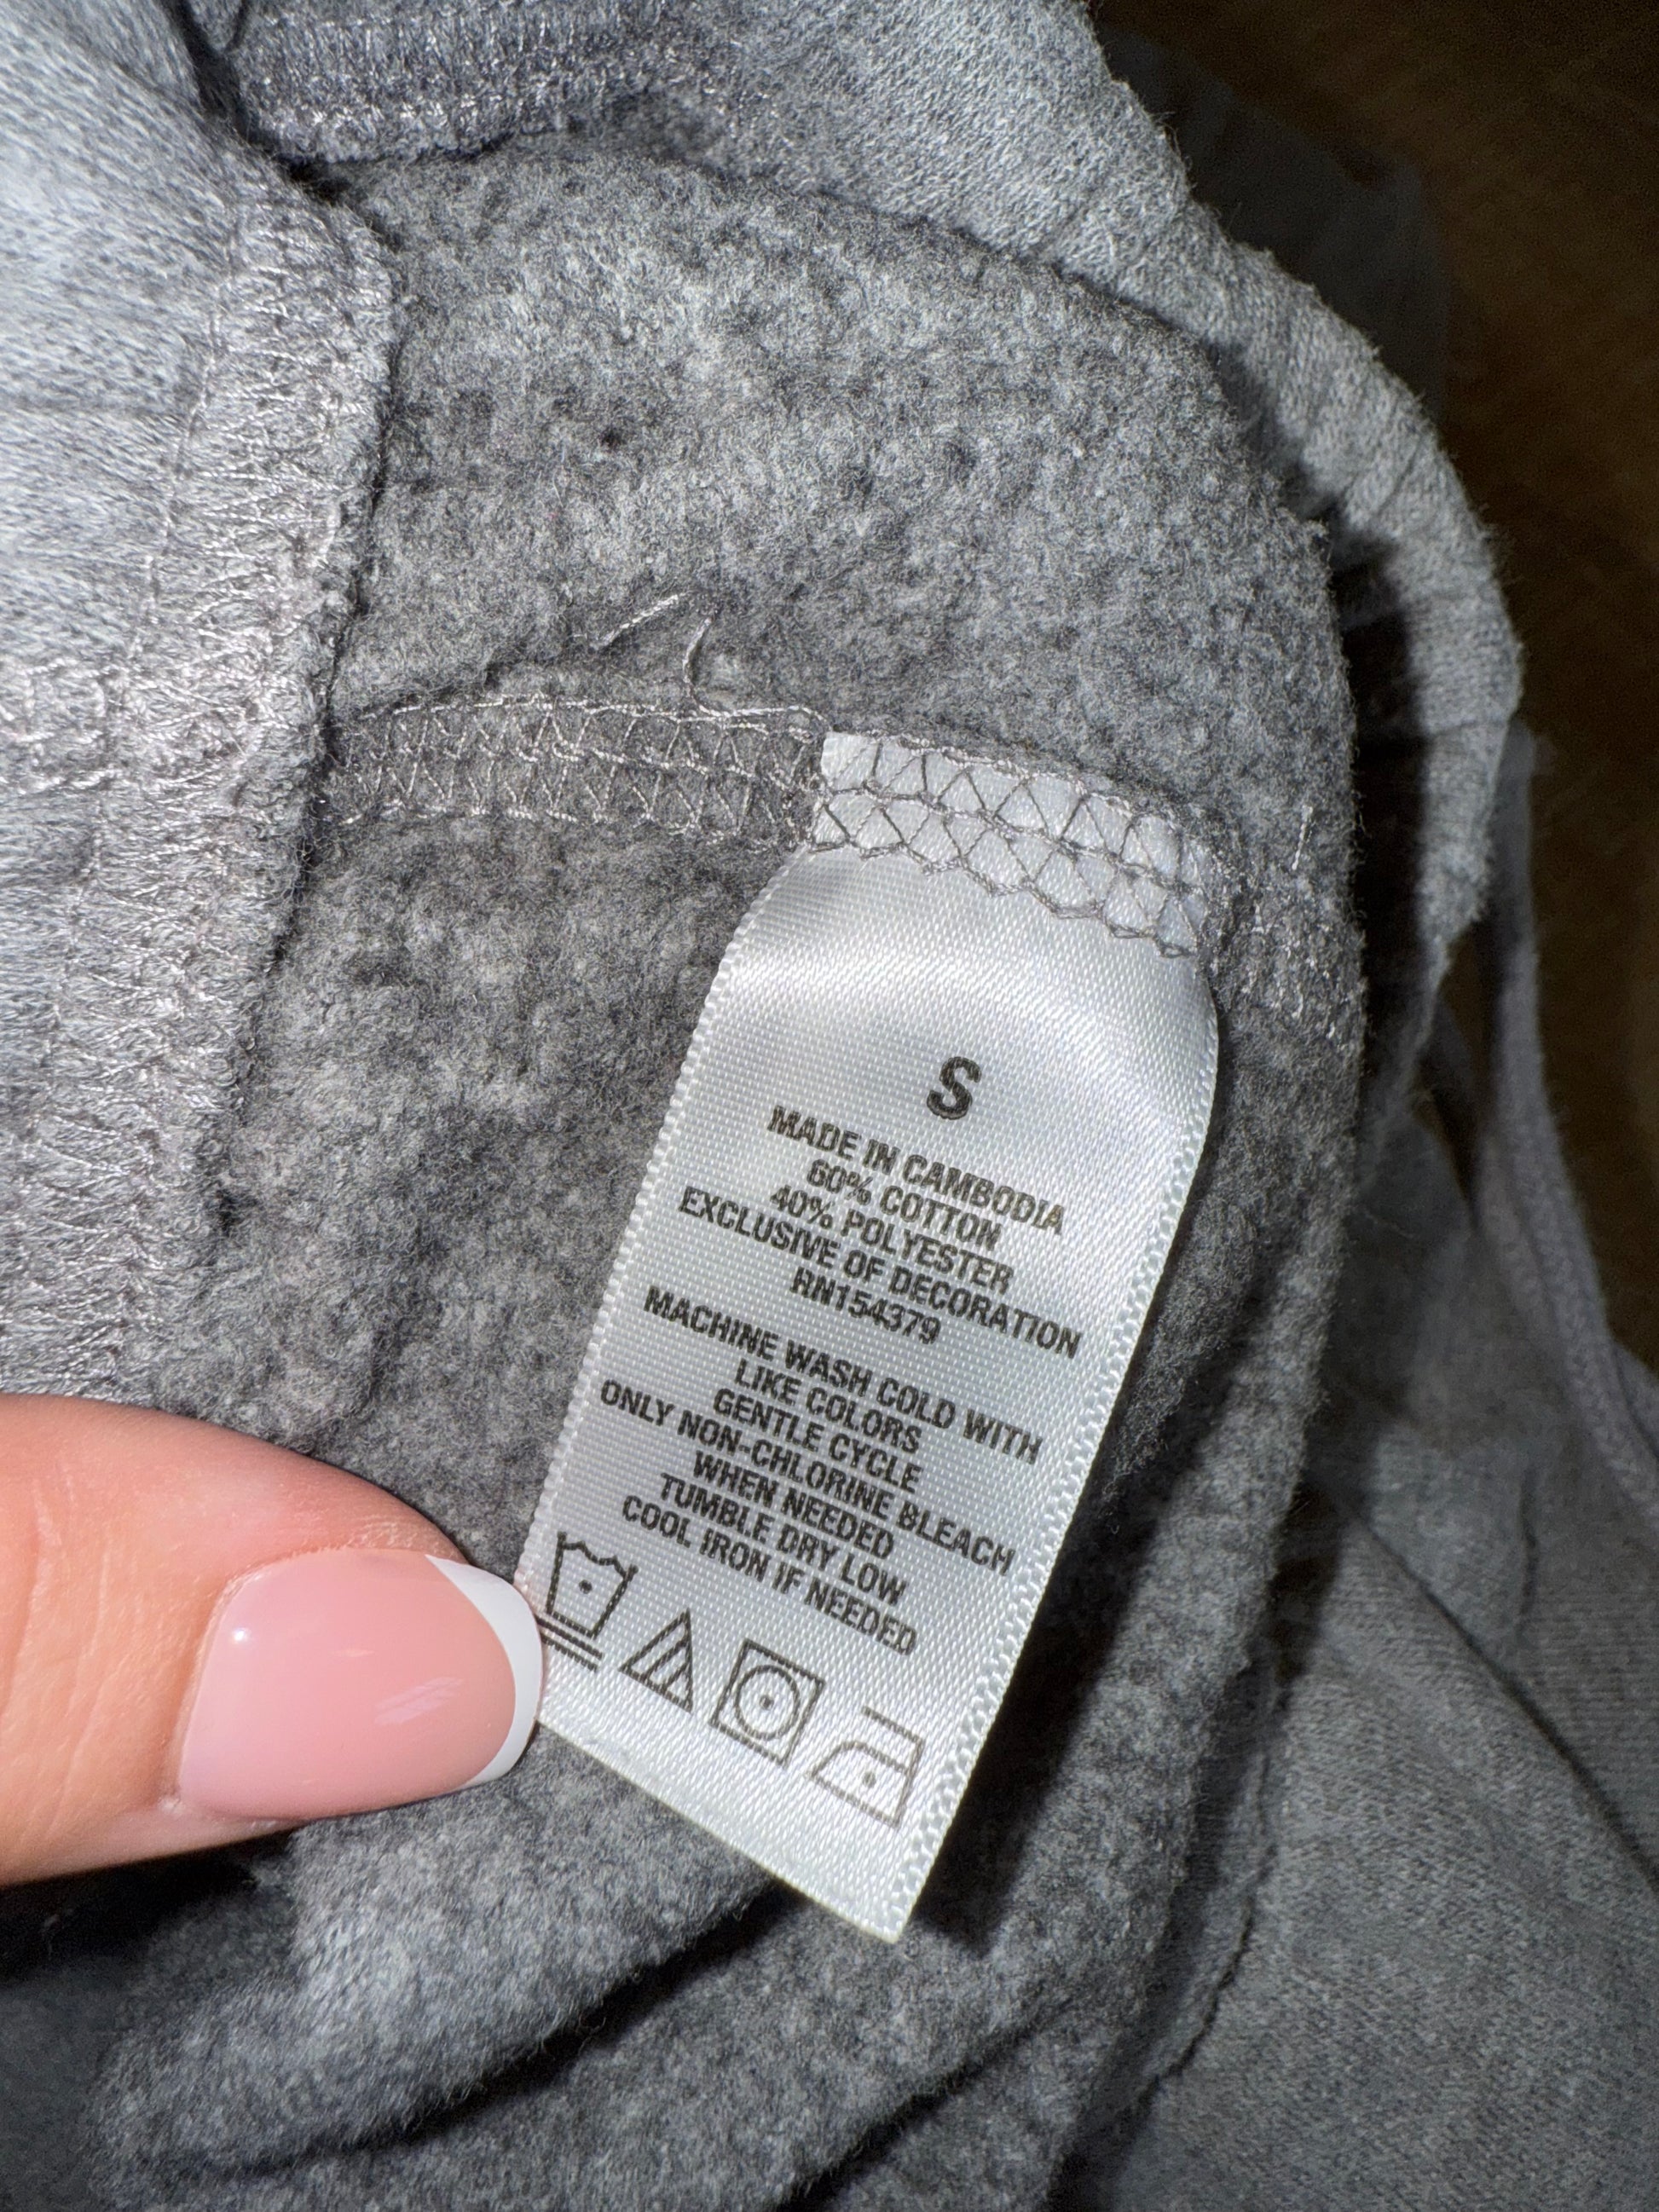 S
MADE IN CAMBODIA
60% COTTON
40% POLYESTER
EXCLUSIVE OF DECORATION
RN154379
MACHINE WASH COLD WITH
LIKE COLORS
GENTLE CYCLE
ONLY NON-CHLORINE BLEACH
WHEN NEEDED
TUMBLE DRY LOW
COOL IRON IF NEEDED